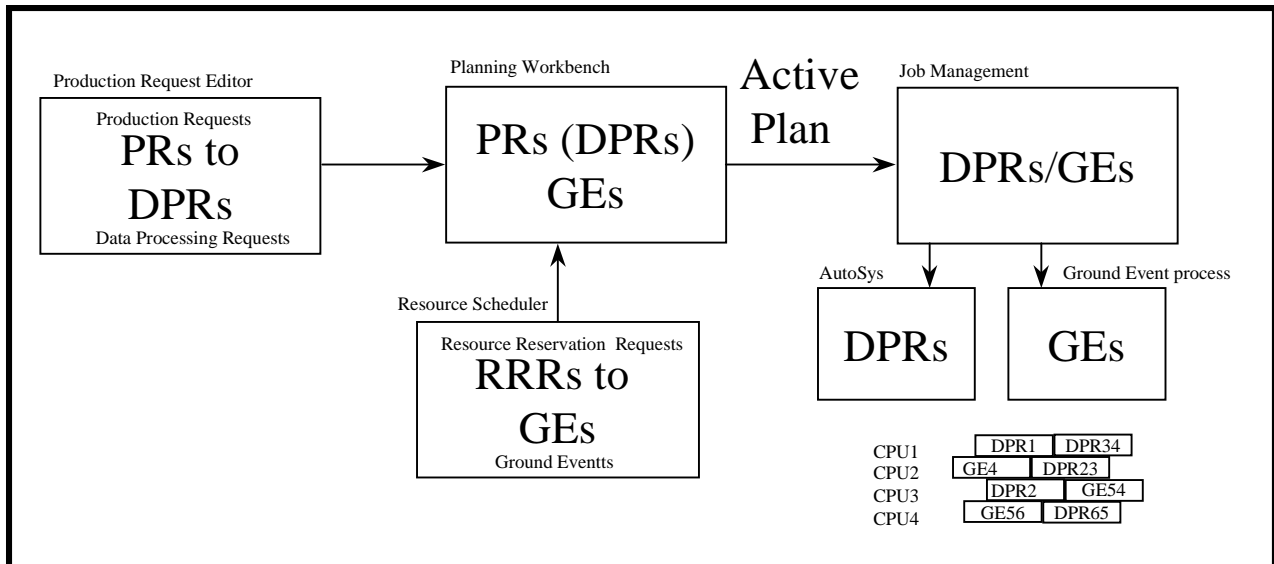 Production Request Editor
Production Requests
PRs to
DPRs
Data Processing Requests
Planning Workbench
PRs (DPRs)
GEs
Active
Plan
Job Management
DPRs/GEs
Resource Scheduler
Resource Reservation Requests
RRRs to
GEs
Ground Eventts
AutoSys
DPRs
Ground Event process
GEs
CPU1 DPR1 DPR34
CPU2 GE4 DPR23
CPU3 DPR2 GE54
CPU4 GE56 DPR65